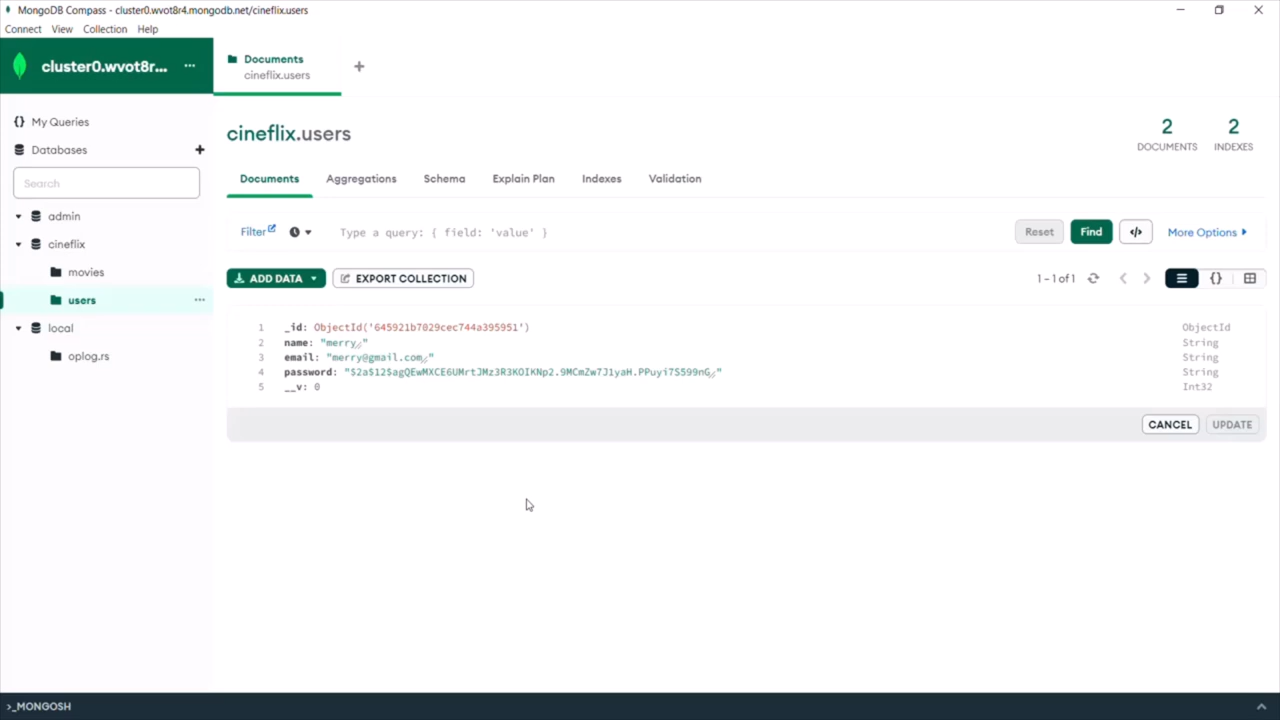 MongoDB Compass - cluster0.wvot8r4.mongodb.net/cineflix.users
Connect View Collection Help
cluster0.wvot8r... ...
Documents
cineflix.users
+
{} My Queries
Databases +
Search
admin
cineflix
movies
users ...
local
oplog.rs
cineflix.users
2
DOCUMENTS
2
INDEXES
Documents Aggregations Schema Explain Plan Indexes Validation
Filter Type a query: { field: 'value' } Reset Find </> More Options
ADD DATA EXPORT COLLECTION 1 - 1 of 1 {}
1 _id: ObjectId('645921b7029cec744a395951') ObjectId
2 name: "merry" String
3 email: "merry@gmail.com" String
4 password: "$2a$12$agQEwMXCE6UMrtJMz3R3KOIKNp2.9MCmZw7J1yaH.PPuyi7S599nG" String
5 __v: 0 Int32
CANCEL UPDATE
>_MONGOSH